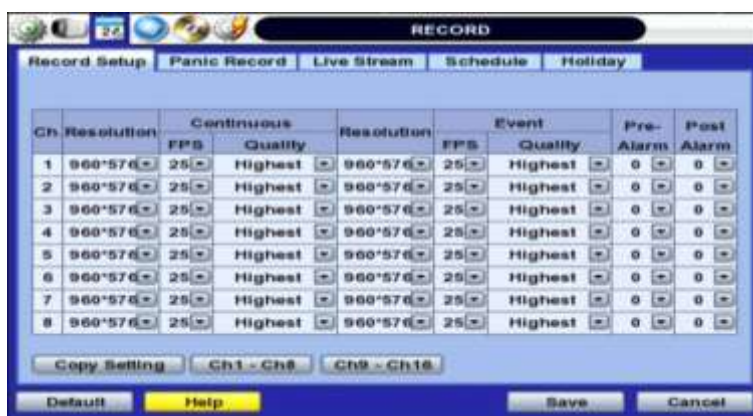 RECORD
Record Setup Panic Record Live Stream Schedule Holiday
Continuous Event Pre- Post
Ch Resolution Resolution
FPS Quality FPS Quality Alarm Alarm
1 960*576 25 Highest 960*576 25 Highest 0 0
2 960*576 25 Highest 960*576 25 Highest 0 0
3 960*576 25 Highest 960*576 25 Highest 0 0
4 960*576 25 Highest 960*576 25 Highest 0 0
5 960*576 25 Highest 960*576 25 Highest 0 0
6 960*576 25 Highest 960*576 25 Highest 0 0
7 960*576 25 Highest 960*576 25 Highest 0 0
8 960*576 25 Highest 960*576 25 Highest 0 0
Copy Setting Ch1 - Ch8 Ch9 - Ch16
Default Help Save Cancel